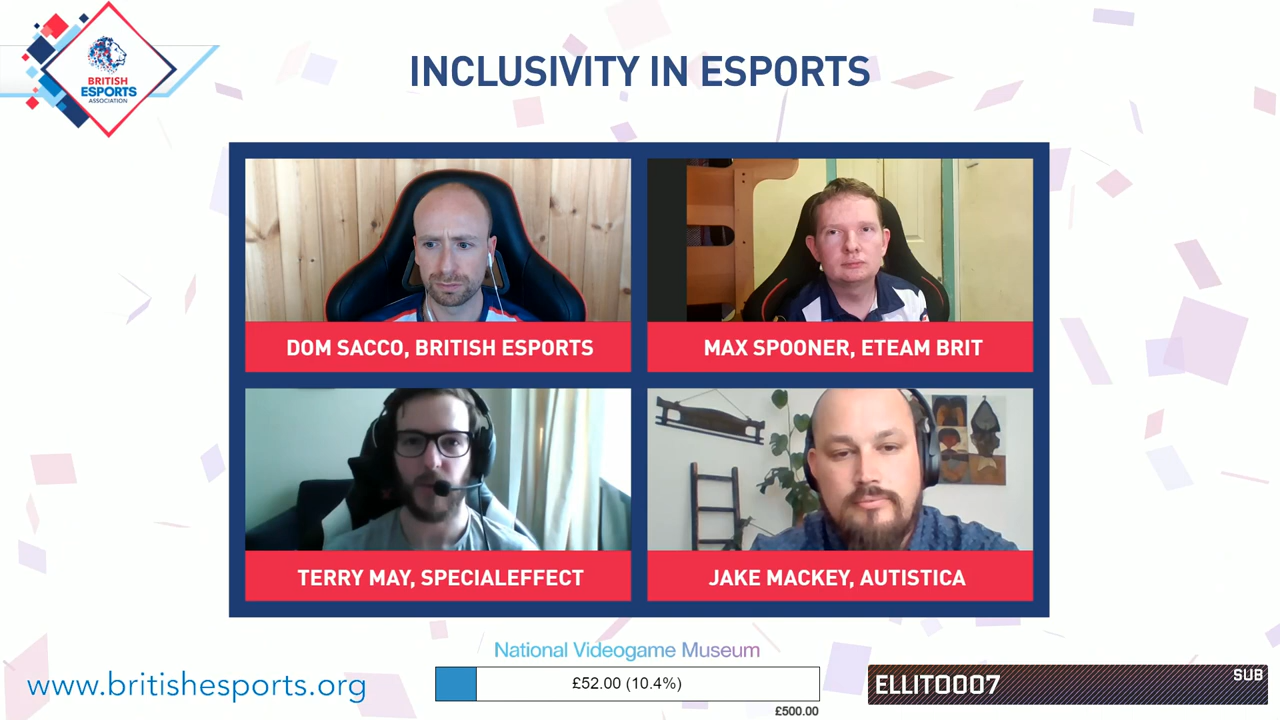 BRITISH
ESPORTS
ASSOCIATION
INCLUSIVITY IN ESPORTS
DOM SACCO, BRITISH ESPORTS
MAX SPOONER, ETEAM BRIT
TERRY MAY, SPECIALEFFECT
JAKE MACKEY, AUTISTICA
www.britishesports.org
National Videogame Museum
£52.00 (10.4%)
£500.00
ELLITOOO7
SUB